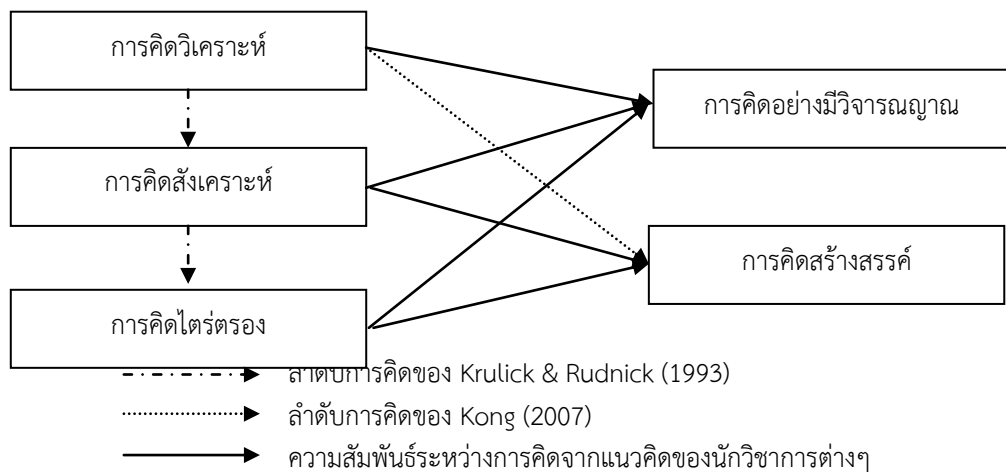 การคิดวิเคราะห์
การคิดอย่างมีวิจารณญาณ
การคิดสังเคราะห์
การคิดสร้างสรรค์
การคิดไตร่ตรอง
ลำดับการคิดของ Krulick & Rudnick (1993)
ลำดับการคิดของ Kong (2007)
ความสัมพันธ์ระหว่างการคิดจากแนวคิดของนักวิชาการต่างๆ